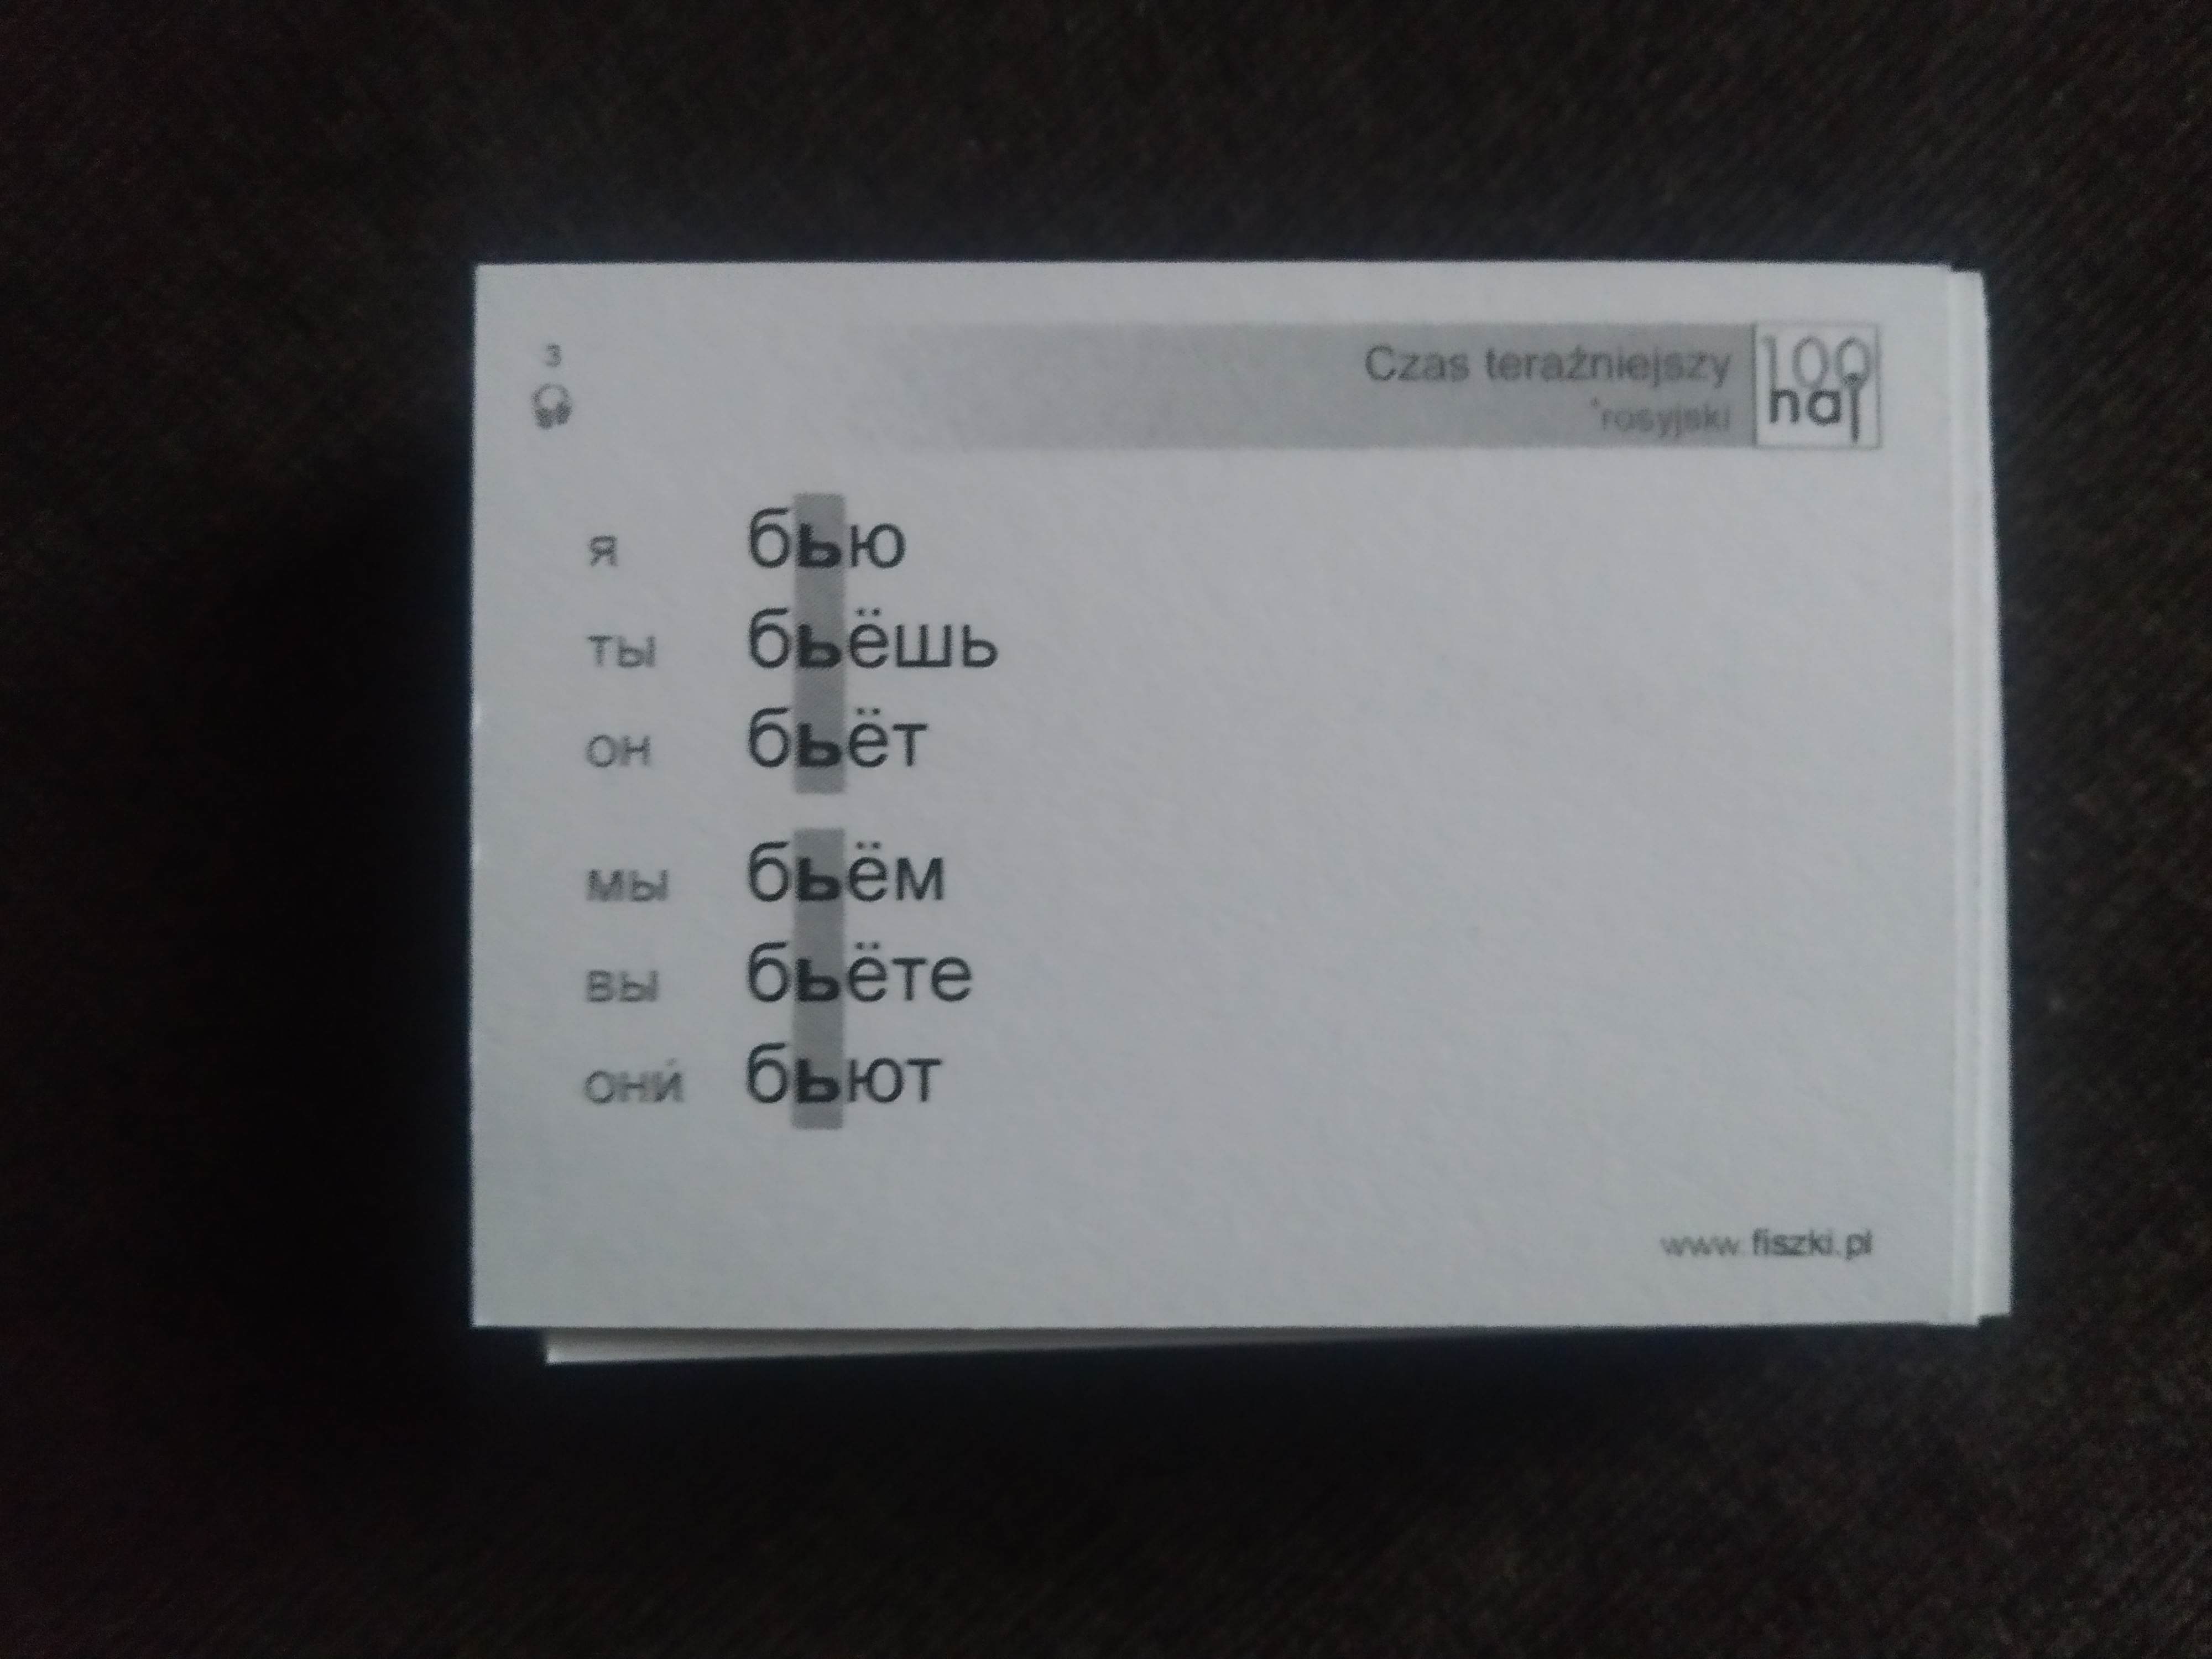 3
Czas teraźniejszy
*rosyjski
100 naj
я бью
ты бьёшь
он бьёт
мы бьём
вы бьёте
они́ бьют
www.fiszki.pl